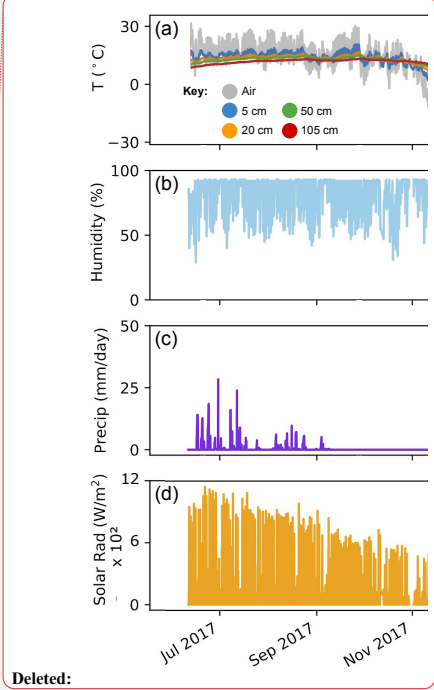 30
(a)
T ( °C)
0
Key:
Air
5 cm
50 cm
20 cm
105 cm
−30
100
(b)
Humidity (%)
50
0
50
(c)
Precip (mm/day)
25
0
12
(d)
Solar Rad (W/m²)
x 10²
6
0
Jul 2017
Sep 2017
Nov 2017
Deleted: